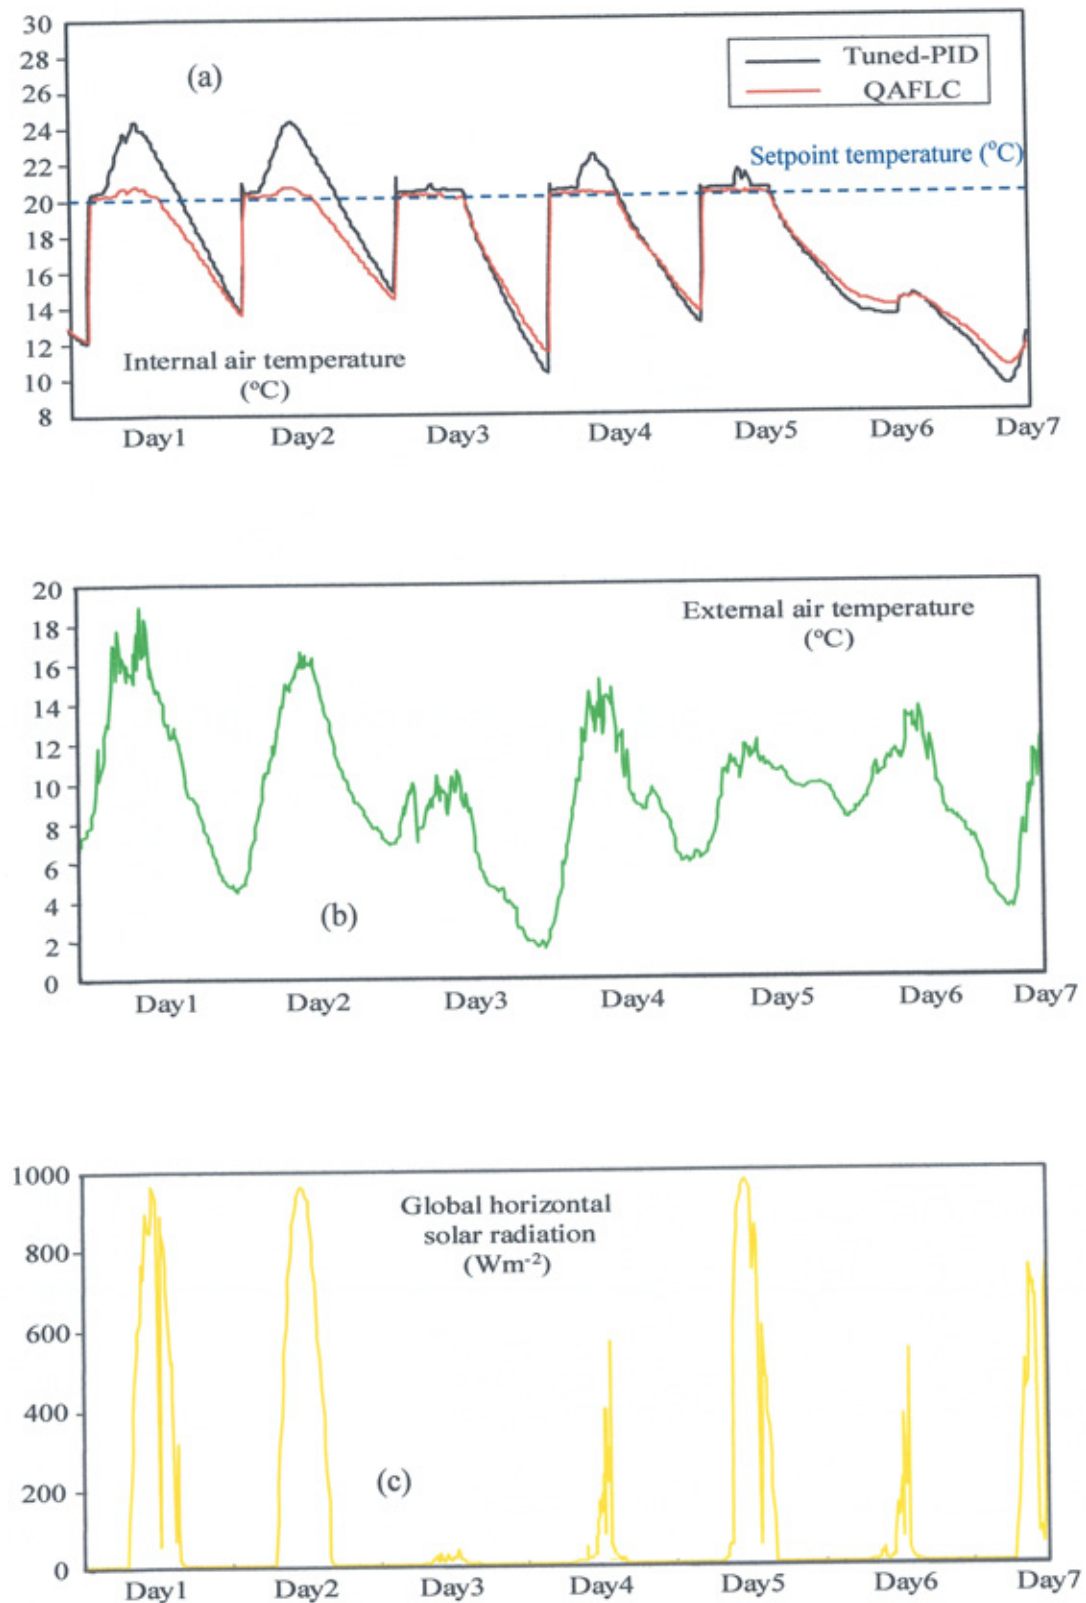 30
28
26
24
22
20
18
16
14
12
10
8
(a)
Tuned-PID
QAFLC
Setpoint temperature (°C)
Internal air temperature
(ºC)
Day1 Day2 Day3 Day4 Day5 Day6 Day7
20
18
16
14
12
10
8
6
4
2
0
External air temperature
(ºC)
(b)
Day1 Day2 Day3 Day4 Day5 Day6 Day7
1000
800
600
400
200
0
Global horizontal
solar radiation
(Wm-2)
(c)
Day1 Day2 Day3 Day4 Day5 Day6 Day7